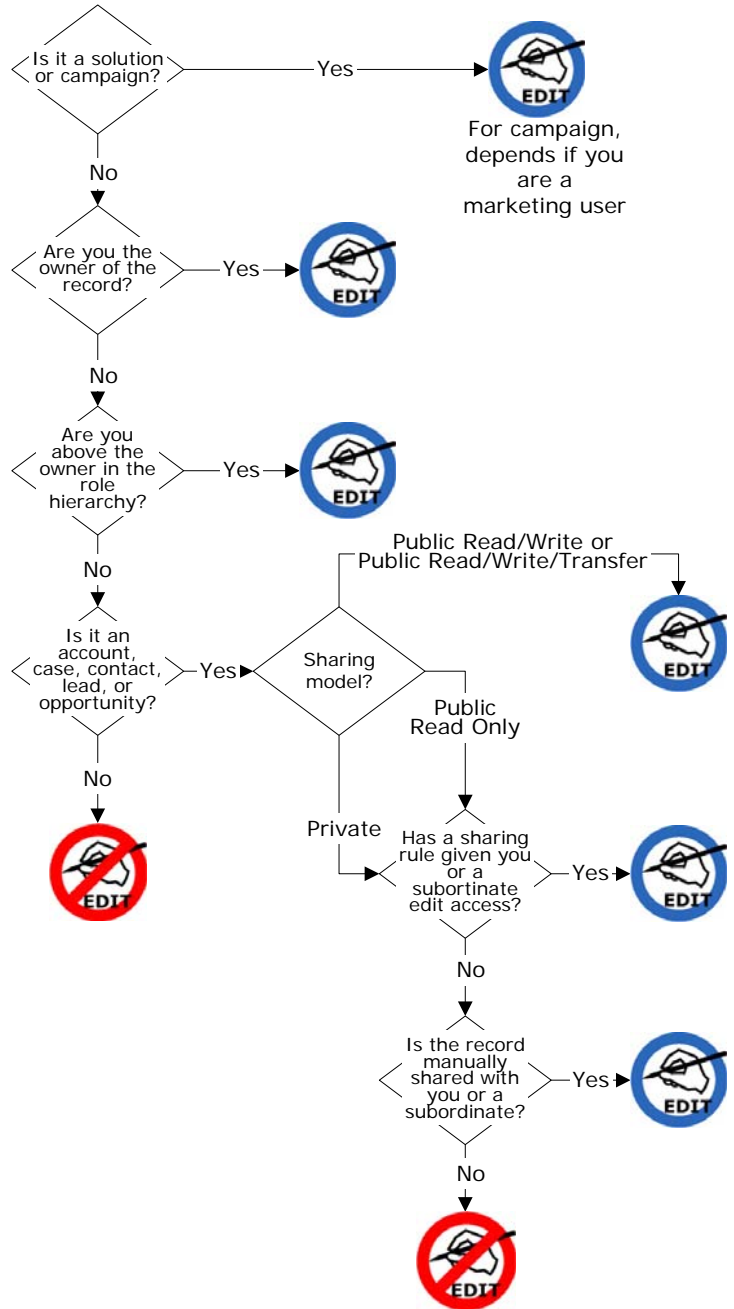 Is it a solution
or campaign?
Yes
EDIT
For campaign,
depends if you
are a
marketing user
No
Are you the
owner of the
record?
Yes
EDIT
No
Are you
above the
owner in the
role
hierarchy?
Yes
EDIT
No
Public Read/Write or
Public Read/Write/Transfer
EDIT
Is it an
account,
case, contact,
lead, or
opportunity?
Yes
Sharing
model?
Public
Read Only
No
EDIT
Private
Has a sharing
rule given you
or a
subortinate
edit access?
Yes
EDIT
No
Is the record
manually
shared with
you or a
subordinate?
Yes
EDIT
No
EDIT